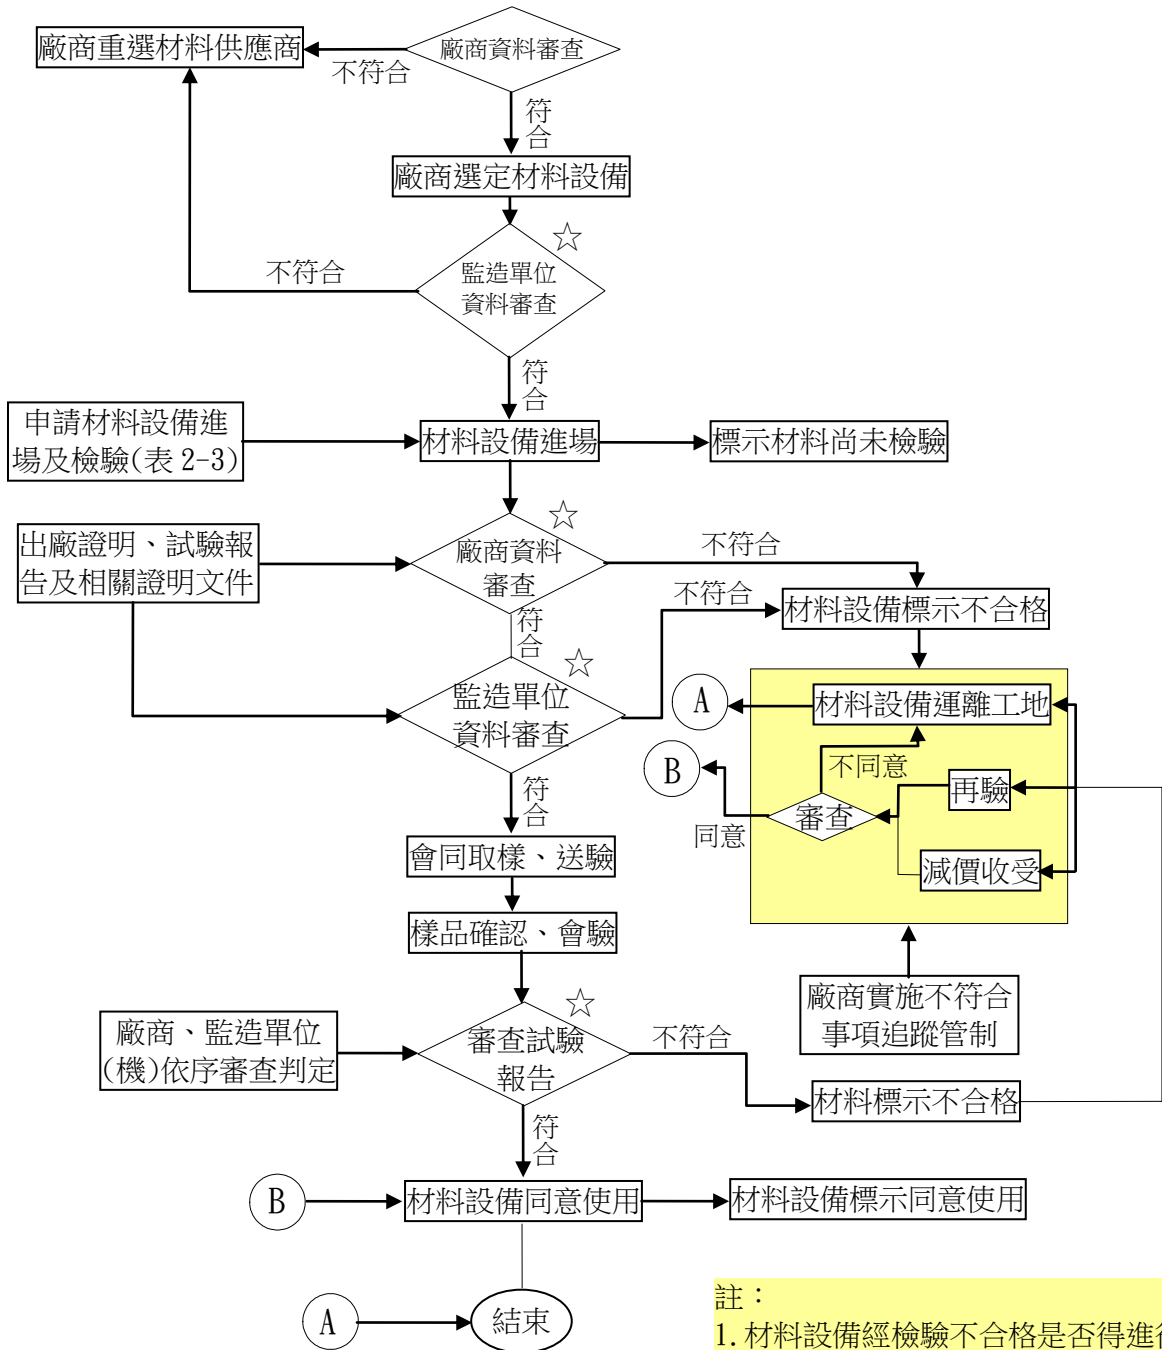 廠商重選材料供應商
廠商資料審查
不符合
符
合
廠商選定材料設備
☆
不符合
監造單位
資料審查
符
合
申請材料設備進
場及檢驗(表 2-3)
材料設備進場
標示材料尚未檢驗
☆
出廠證明、試驗報
告及相關證明文件
廠商資料
審查
不符合
不符合
材料設備標示不合格
符
合
☆
監造單位
資料審查
A
材料設備運離工地
B
不同意
再驗
審查
同意
符
合
會同取樣、送驗
減價收受
樣品確認、會驗
☆
廠商實施不符合
事項追蹤管制
廠商、監造單位
(機)依序審查判定
審查試驗
報告
不符合
材料標示不合格
符
合
B
材料設備同意使用
材料設備標示同意使用
A
結束
註：
1.材料設備經檢驗不合格是否得進